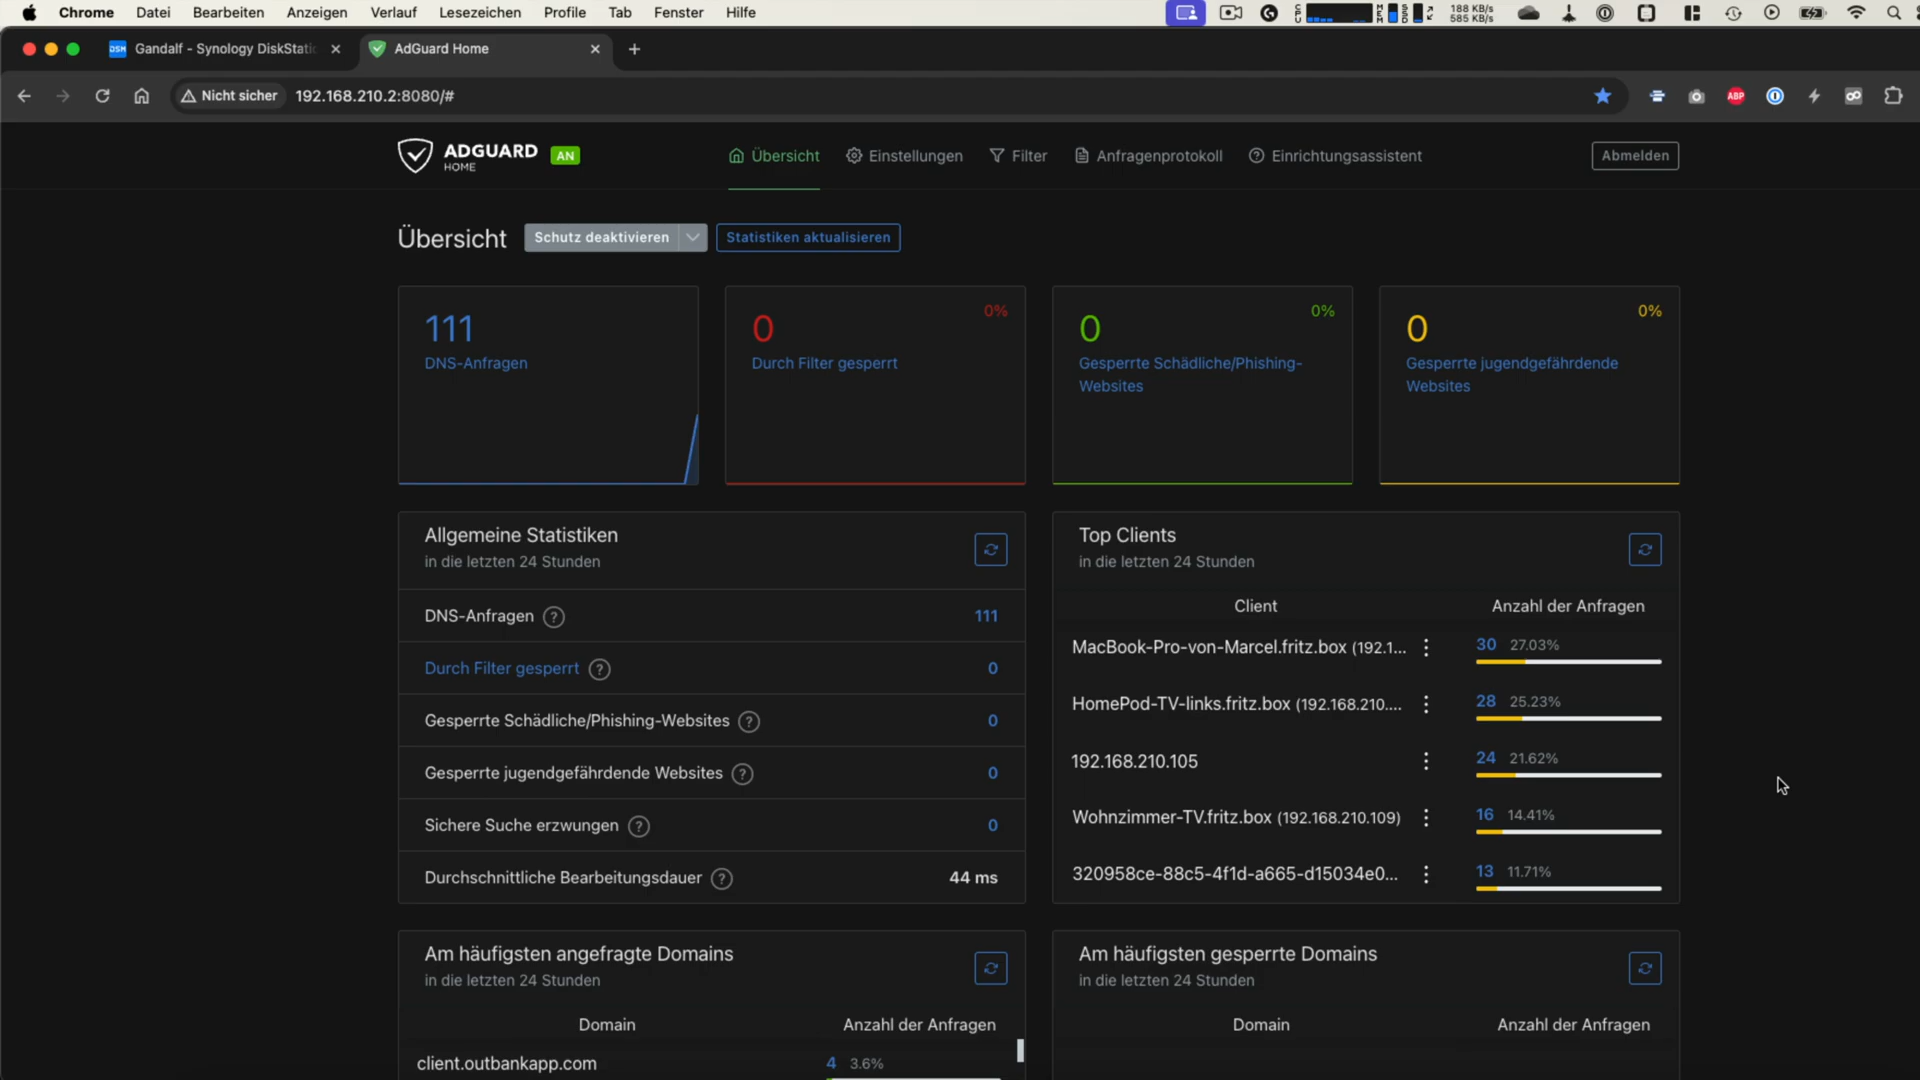 Chrome Datei Bearbeiten Anzeigen Verlauf Lesezeichen Profile Tab Fenster Hilfe
188 KB/s
585 KB/s
DSM Gandalf - Synology DiskStatic
AdGuard Home
Nicht sicher 192.168.210.2:8080/#
ABP
ADGUARD
HOME
AN
Übersicht Einstellungen Filter Anfragenprotokoll Einrichtungsassistent Abmelden
Übersicht Schutz deaktivieren Statistiken aktualisieren
111
DNS-Anfragen
0 0%
Durch Filter gesperrt
0 0%
Gesperrte Schädliche/Phishing-
Websites
0 0%
Gesperrte jugendgefährdende
Websites
Allgemeine Statistiken
in die letzten 24 Stunden
DNS-Anfragen ? 111
Durch Filter gesperrt ? 0
Gesperrte Schädliche/Phishing-Websites ? 0
Gesperrte jugendgefährdende Websites ? 0
Sichere Suche erzwungen ? 0
Durchschnittliche Bearbeitungsdauer ? 44 ms
Top Clients
in die letzten 24 Stunden
Client Anzahl der Anfragen
MacBook-Pro-von-Marcel.fritz.box (192.1... 30 27.03%
HomePod-TV-links.fritz.box (192.168.210.... 28 25.23%
192.168.210.105 24 21.62%
Wohnzimmer-TV.fritz.box (192.168.210.109) 16 14.41%
320958ce-88c5-4f1d-a665-d15034e0... 13 11.71%
Am häufigsten angefragte Domains
in die letzten 24 Stunden
Domain Anzahl der Anfragen
client.outbankapp.com 4 3.6%
Am häufigsten gesperrte Domains
in die letzten 24 Stunden
Domain Anzahl der Anfragen